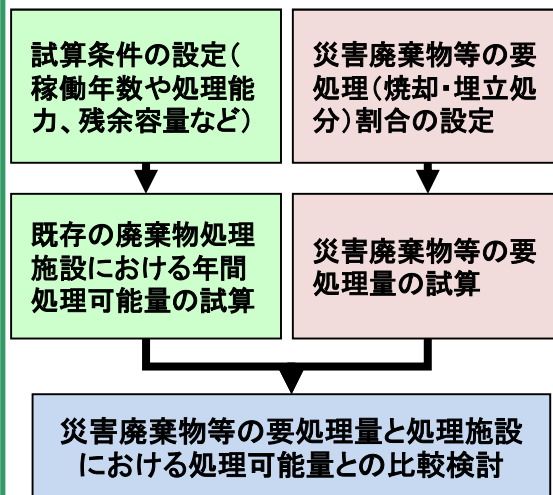 試算条件の設定(
稼働年数や処理能
力、残余容量など)
災害廃棄物等の要
処理(焼却・埋立処
分)割合の設定
既存の廃棄物処理
施設における年間
処理可能量の試算
災害廃棄物等の要
処理量の試算
災害廃棄物等の要処理量と処理施設
における処理可能量との比較検討